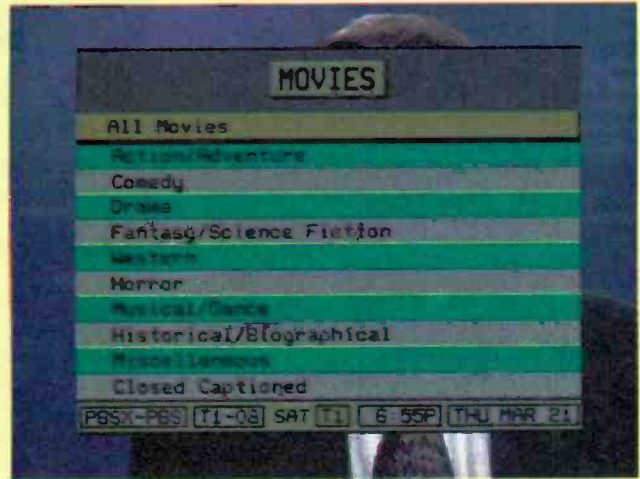 MOVIES
All Movies
Action/Adventure
Comedy
Drama
Fantasy/Science Fiction
Western
Horror
Musical/Dance
Historical/Biographical
Miscellaneous
Closed Captioned
PBSX-PBS T1-08 SAT T1 6:55P THU MAR 21